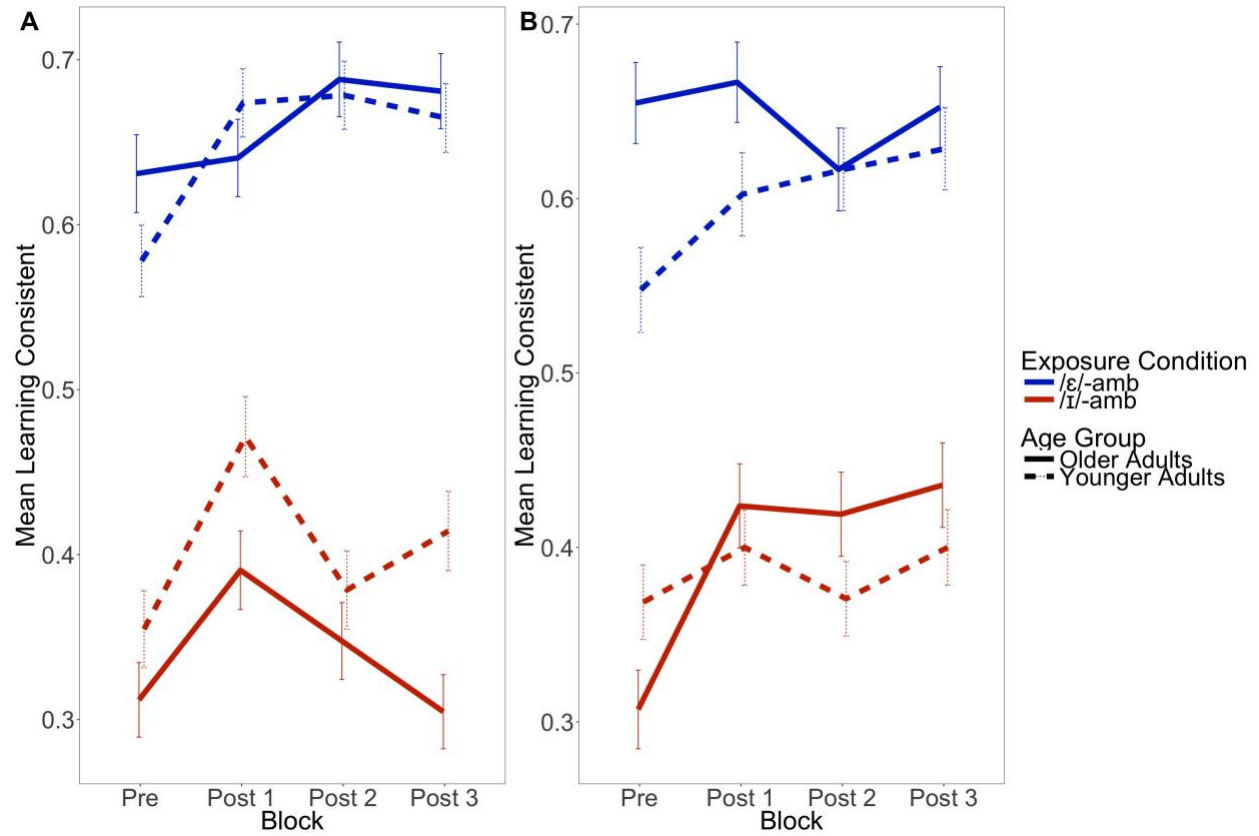 A
B
0.7
0.6
0.5
0.4
0.3
Mean Learning Consistent
Pre
Post 1
Post 2
Post 3
Block
0.7
0.6
0.5
0.4
0.3
Mean Learning Consistent
Pre
Post 1
Post 2
Post 3
Block
Exposure Condition
/ɛ/-amb
/ɪ/-amb
Age Group
Older Adults
Younger Adults